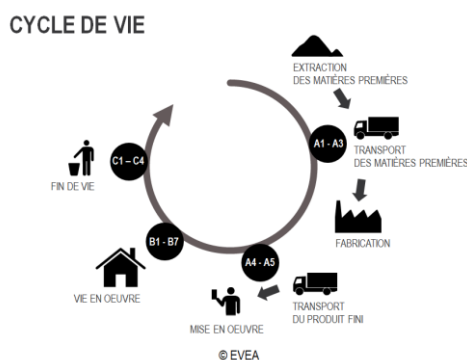 CYCLE DE VIE
EXTRACTION
DES MATIÈRES PREMIÈRES
A1 - A3
TRANSPORT
DES MATIÈRES PREMIÈRES
C1 – C4
FIN DE VIE
B1 - B7
FABRICATION
A4 - A5
VIE EN OEUVRE
TRANSPORT
DU PRODUIT FINI
MISE EN OEUVRE
© EVEA